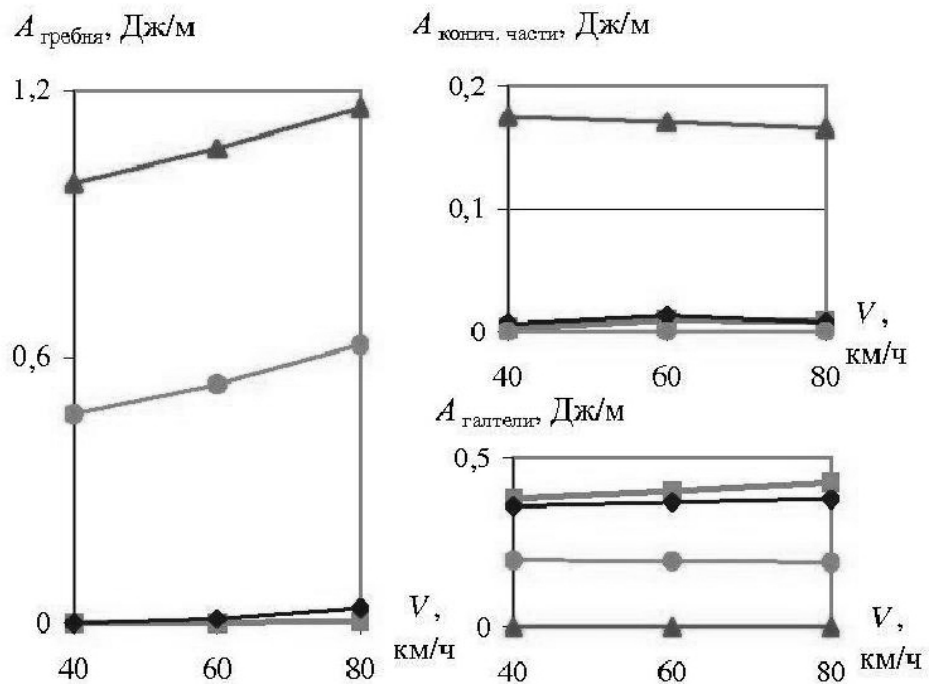 A гребня, Дж/м
1,2
0,6
0
40 60 80
V,
км/ч
A конич. части, Дж/м
0,2
0,1
0
40 60 80
V,
км/ч
A галтели, Дж/м
0,5
0
40 60 80
V,
км/ч